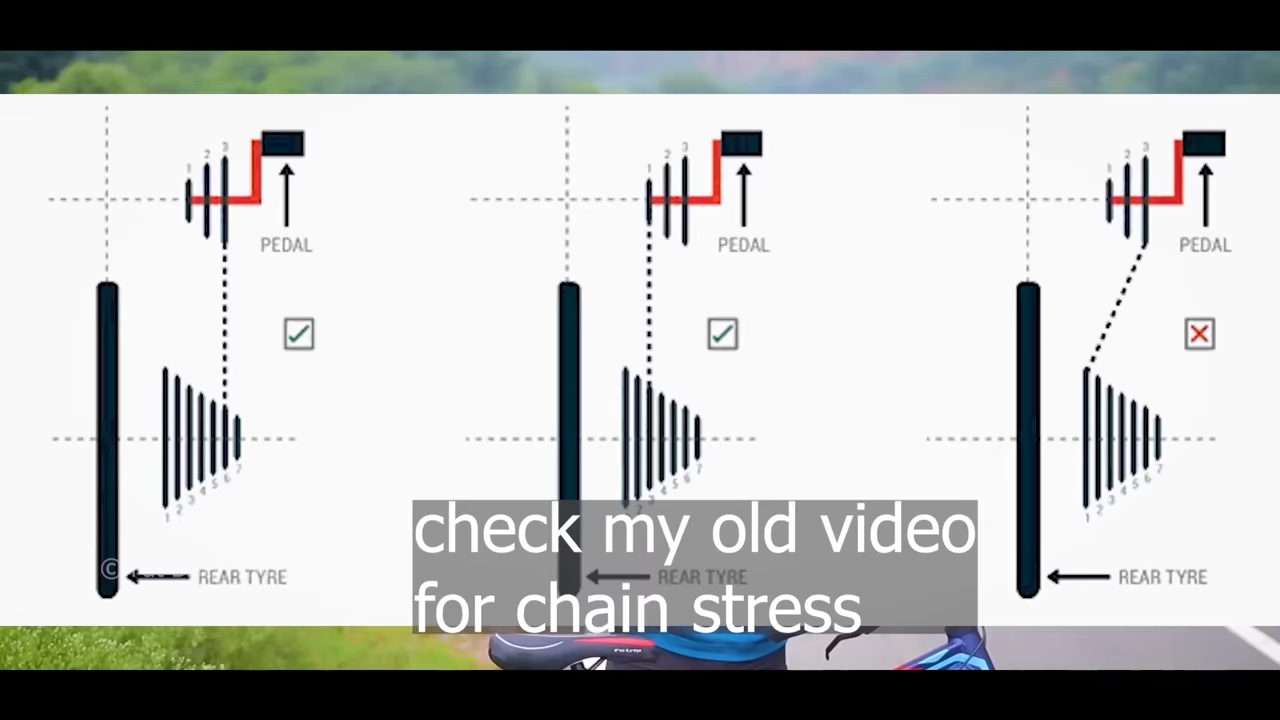 1 2 3
1 2 3
1 2 3
PEDAL
PEDAL
PEDAL
1 2 3 4 5 6 7
3 4 5 6 7
1 2 3 4 5 6 7
©
REAR TYRE
REAR TYRE
REAR TYRE
check my old video
for chain stress